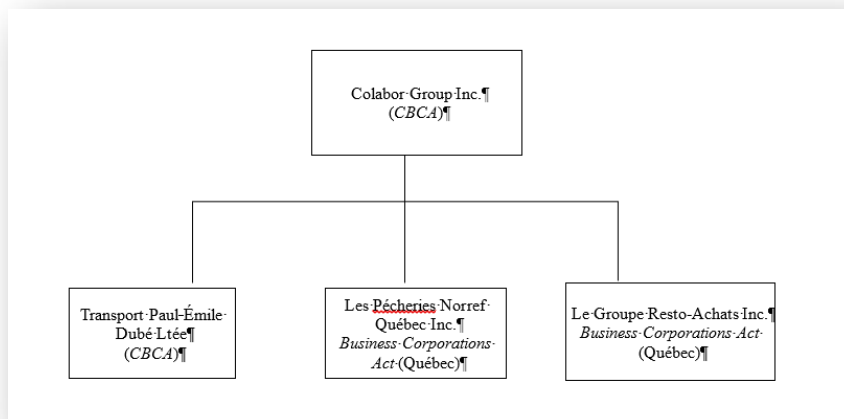 Colabor Group Inc.¶
(CBCA)¶
Transport Paul-Émile
Dubé Ltée¶
(CBCA)¶
Les Pécheries Norref
Québec Inc.¶
Business Corporations
Act (Québec)¶
Le Groupe Resto-Achats Inc.¶
Business Corporations Act
(Québec)¶